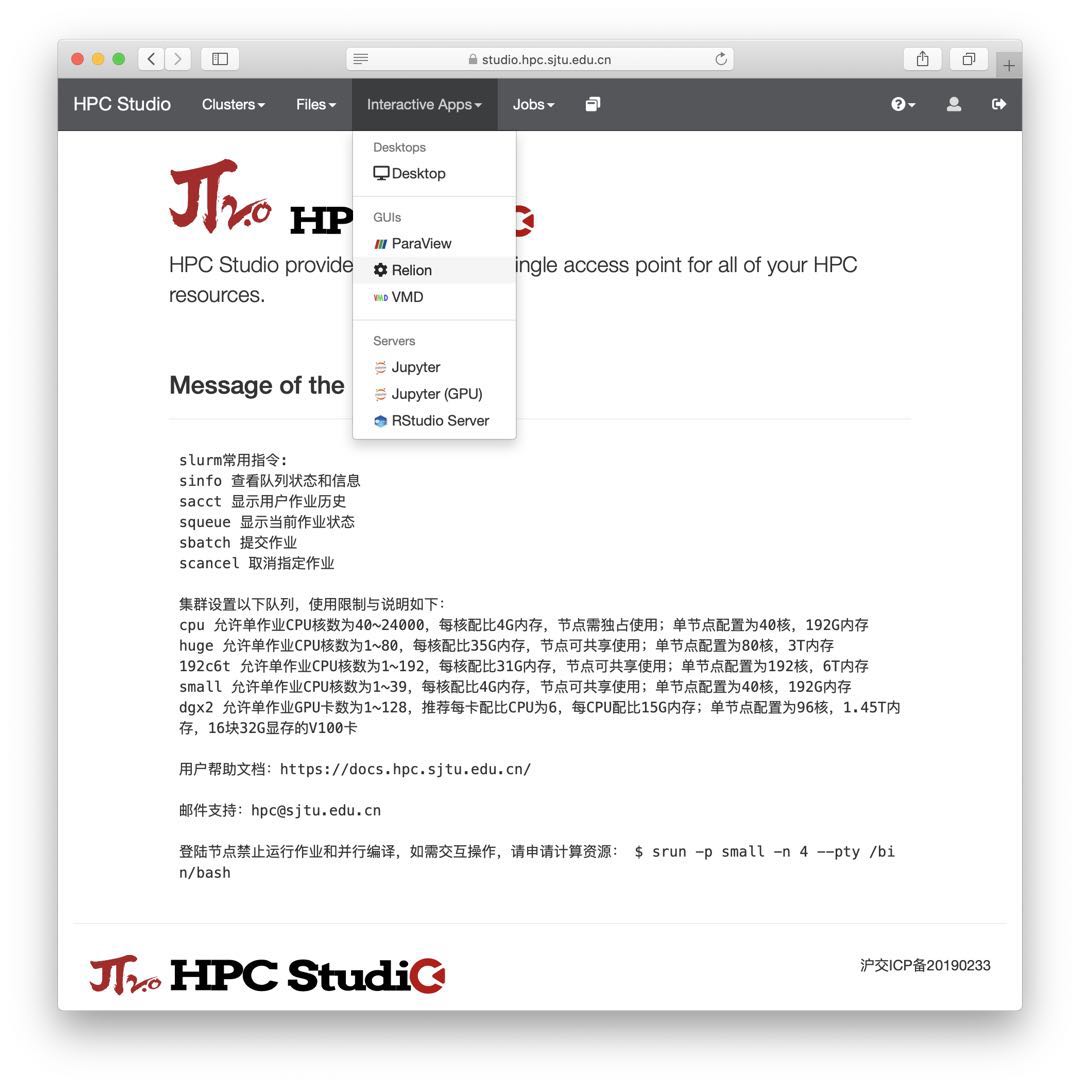 studio.hpc.sjtu.edu.cn
HPC Studio Clusters Files Interactive Apps Jobs
Desktops
Desktop
GUIs
ParaView
Relion
VMD
Servers
Jupyter
Jupyter (GPU)
RStudio Server
π2.0 HP
HPC Studio provide ingle access point for all of your HPC
resources.
Message of the
slurm常用指令:
sinfo 查看队列状态和信息
sacct 显示用户作业历史
squeue 显示当前作业状态
sbatch 提交作业
scancel 取消指定作业
集群设置以下队列，使用限制与说明如下：
cpu 允许单作业CPU核数为40~24000，每核配比4G内存，节点需独占使用；单节点配置为40核，192G内存
huge 允许单作业CPU核数为1~80，每核配比35G内存，节点可共享使用；单节点配置为80核，3T内存
192c6t 允许单作业CPU核数为1~192，每核配比31G内存，节点可共享使用；单节点配置为192核，6T内存
small 允许单作业CPU核数为1~39，每核配比4G内存，节点可共享使用；单节点配置为40核，192G内存
dgx2 允许单作业GPU卡数为1~128，推荐每卡配比CPU为6，每CPU配比15G内存；单节点配置为96核，1.45T内
存，16块32G显存的V100卡
用户帮助文档：https://docs.hpc.sjtu.edu.cn/
邮件支持：hpc@sjtu.edu.cn
登陆节点禁止运行作业和并行编译，如需交互操作，请申请计算资源： $ srun -p small -n 4 --pty /bi
n/bash
π2.0 HPC Studio
沪交ICP备20190233